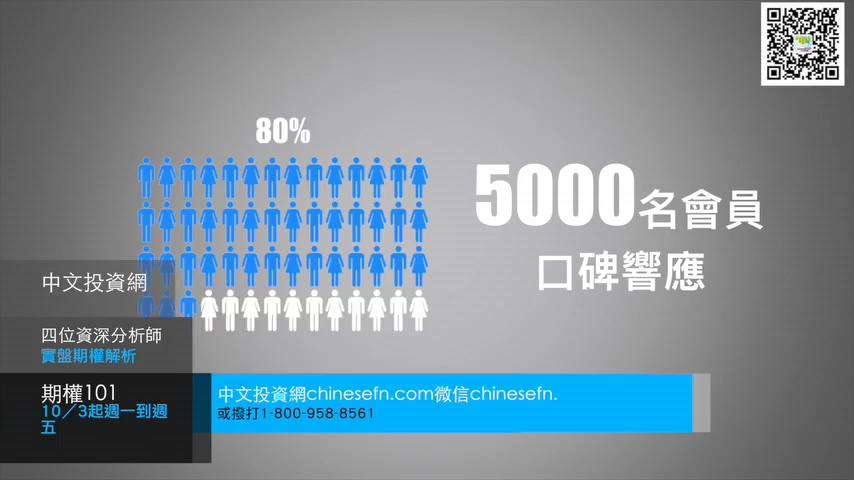 80%
5000名會員
口碑響應
中文投資網
四位資深分析師
實盤期權解析
期權101
10／3起週一到週
五
中文投資網chinesefn.com微信chinesefn.
或撥打1-800-958-8561